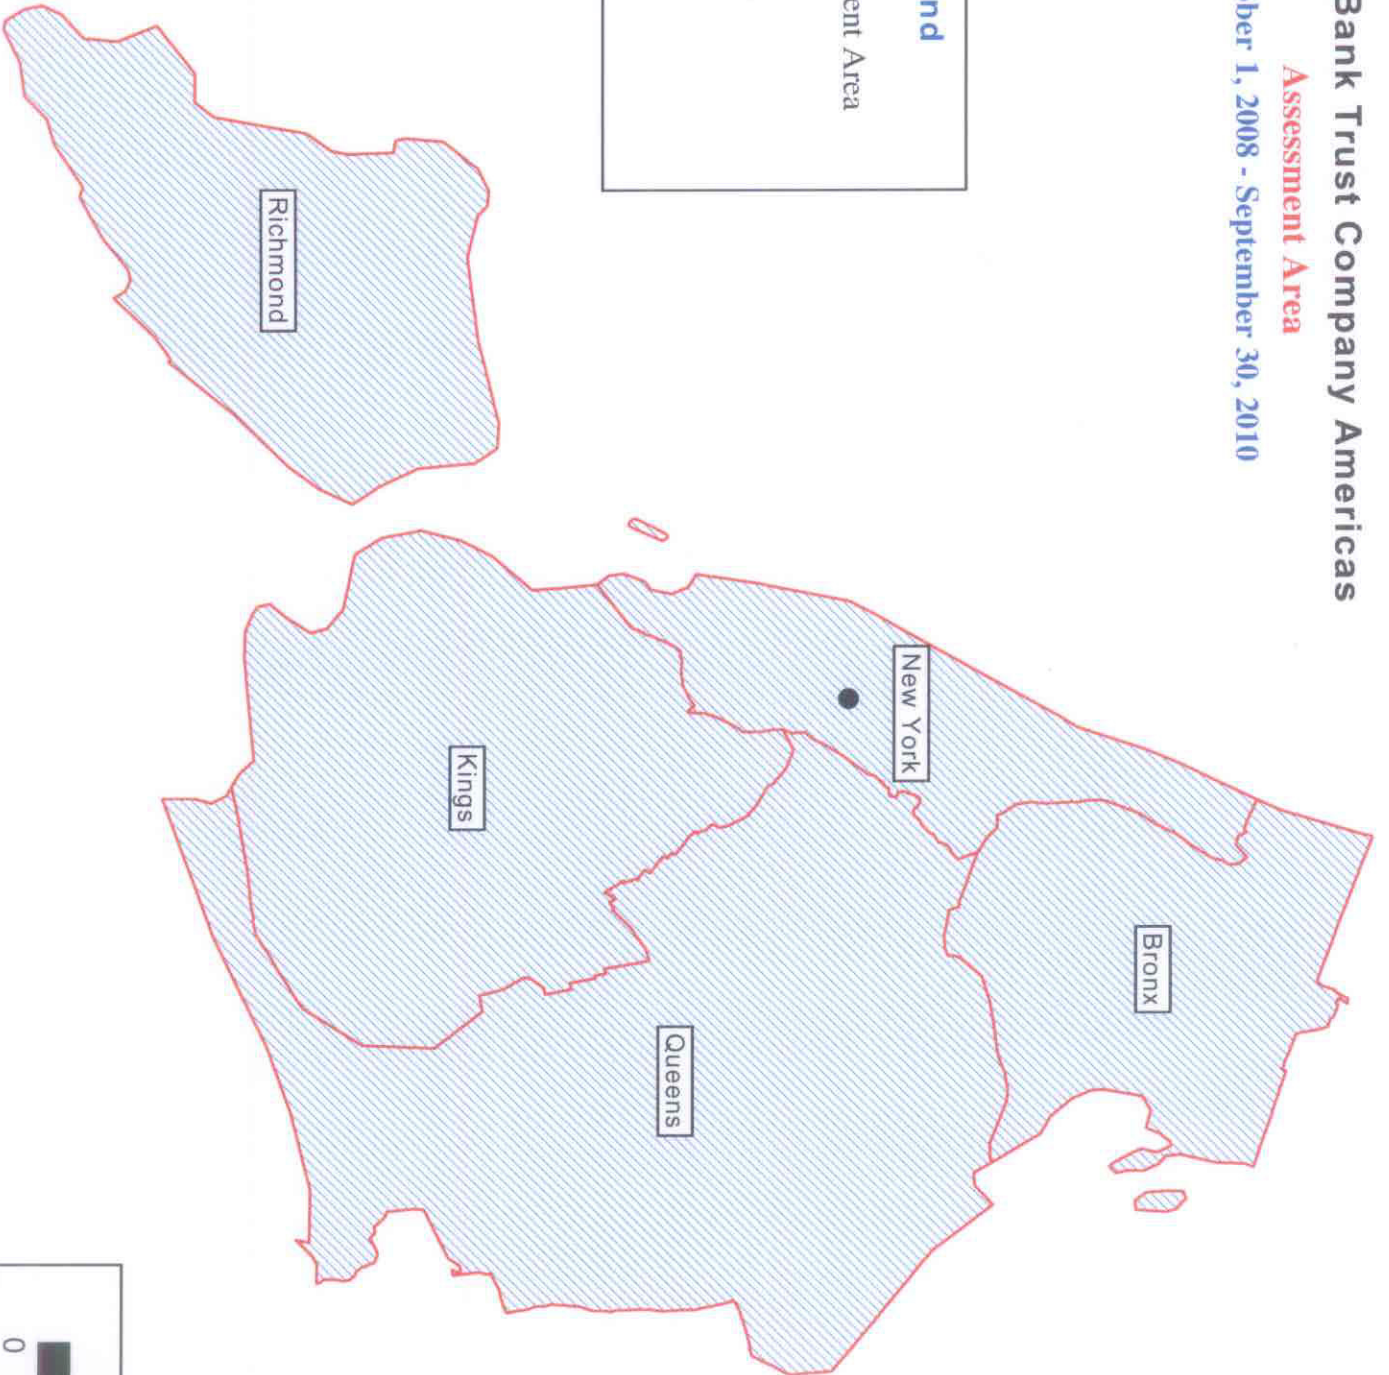 Bank Trust Company Americas
Assessment Area
ber 1, 2008 - September 30, 2010
nd
ent Area
Bronx
New York
Queens
Kings
Richmond
0